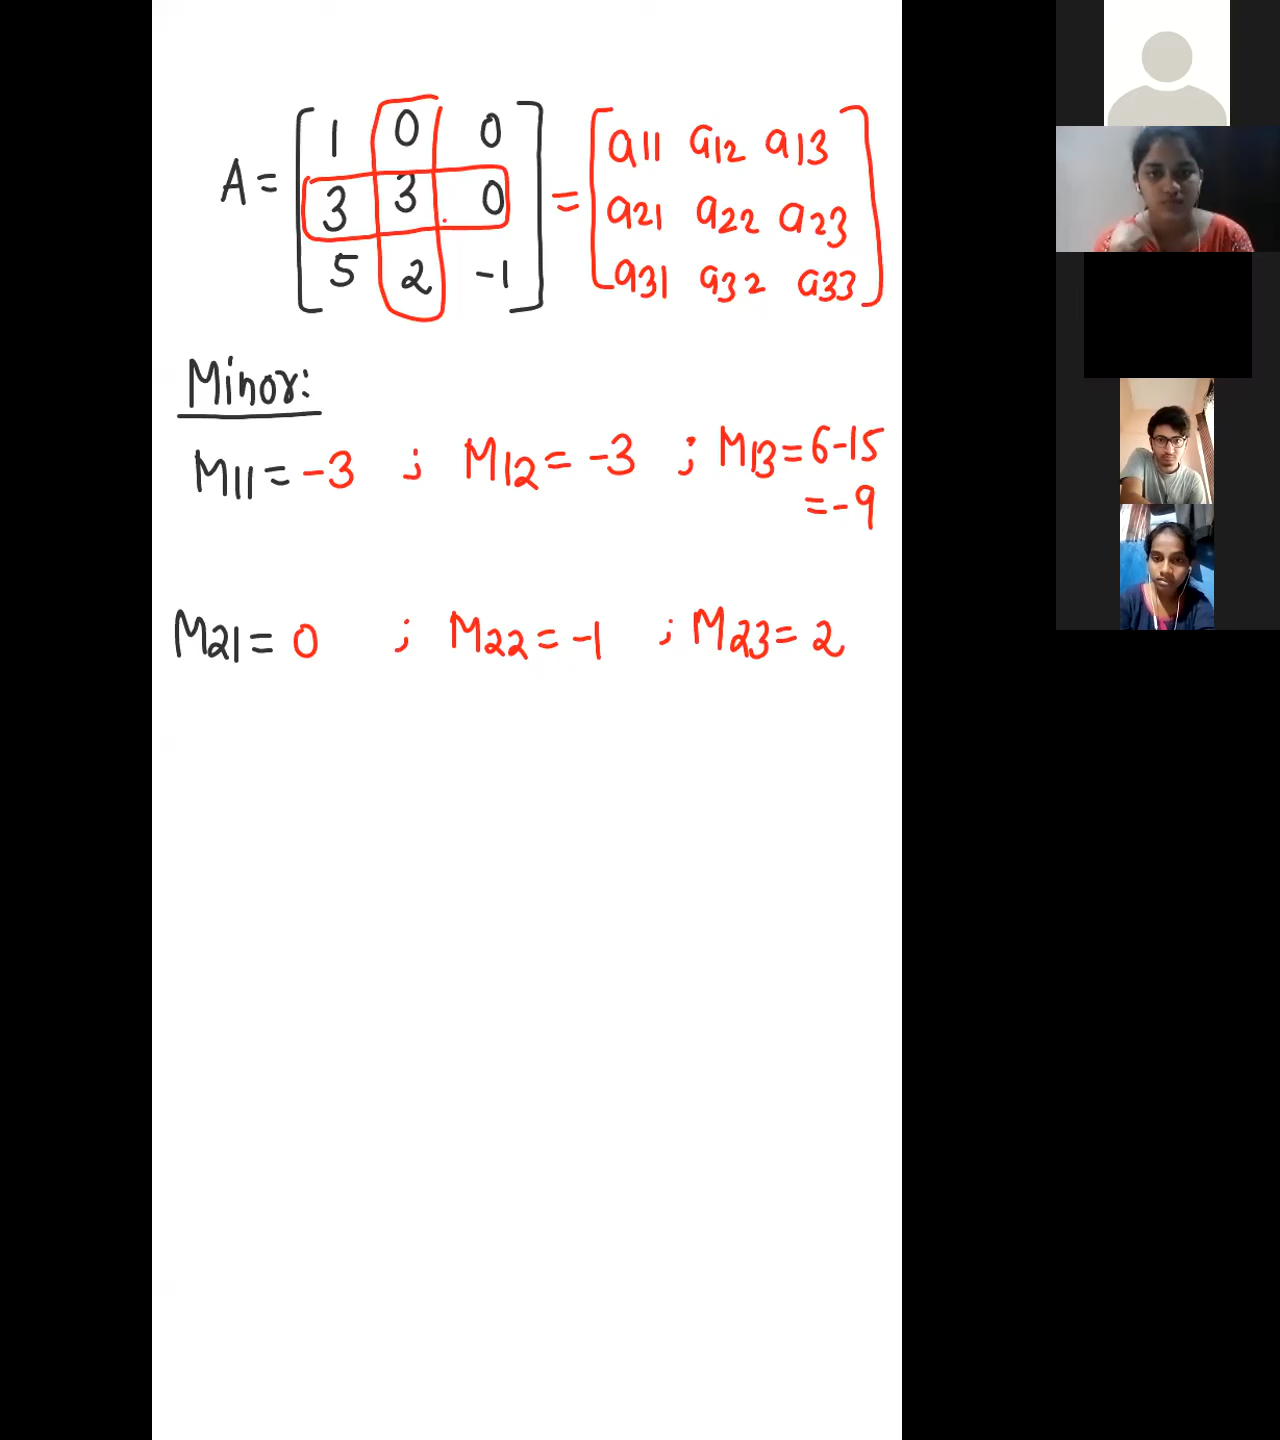 1 0 0
a11 a12 a13
A = 3 3 0 = a21 a22 a23
5 2 -1
a31 a32 a33
Minor:
M11 = -3 ; M12 = -3 ; M13 = 6-15
= -9
M21 = 0 ; M22 = -1 ; M23 = 2